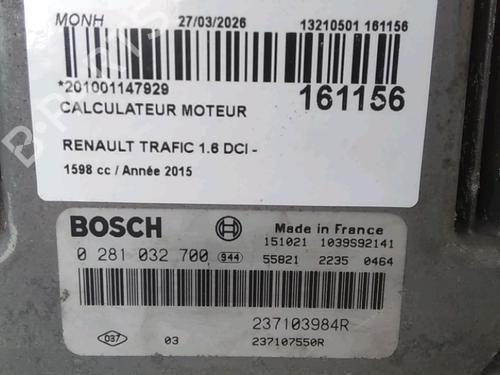 MONH 27/03/2026 13210501 161156
*201001147929 161156
CALCULATEUR MOTEUR
RENAULT TRAFIC 1.6 DCI -
1598 cc / Année 2015
BOSCH Made in France
151021 1039S92141
0 281 032 700 944 55821 2235 0464
237103984R
037 03 237107550R